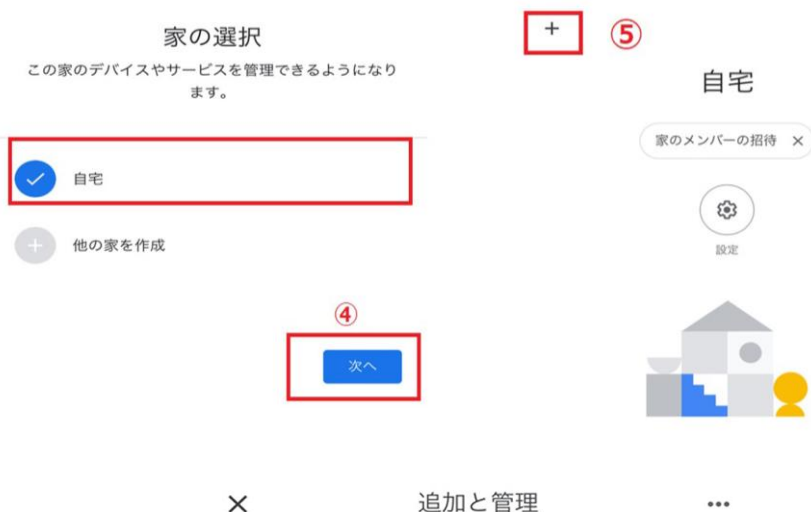 家の選択
この家のデバイスやサービスを管理できるようになり
ます。
自宅
他の家を作成
④
次へ
+
⑤
自宅
家のメンバーの招待 ×
設定
× 追加と管理 …